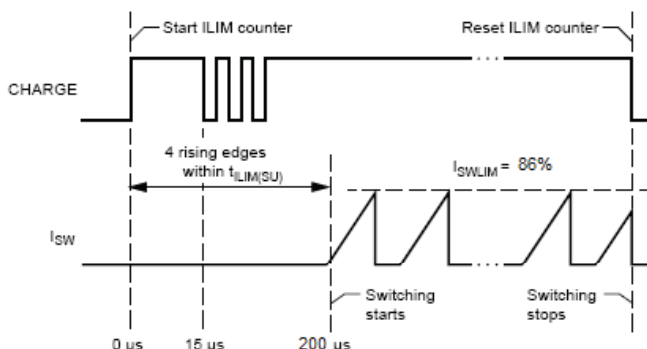 Start ILIM counter
Reset ILIM counter
CHARGE
4 rising edges
within tILIM(SU)
ISWLIM = 86%
ISW
Switching
starts
Switching
stops
0 us
15 us
200 us